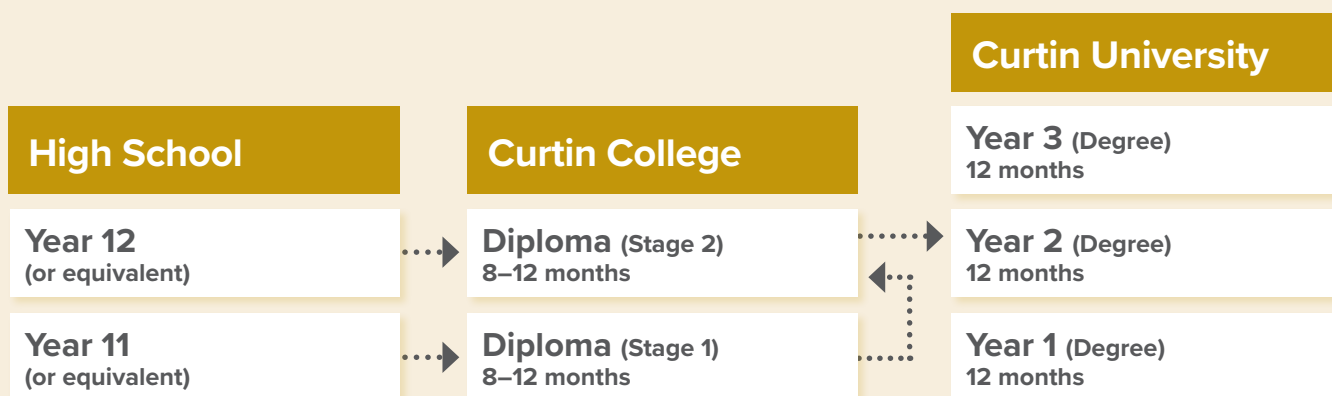 High School
Year 12
(or equivalent)
Year 11
(or equivalent)
Curtin College
Diploma (Stage 2)
8–12 months
Diploma (Stage 1)
8–12 months
Curtin University
Year 3 (Degree)
12 months
Year 2 (Degree)
12 months
Year 1 (Degree)
12 months